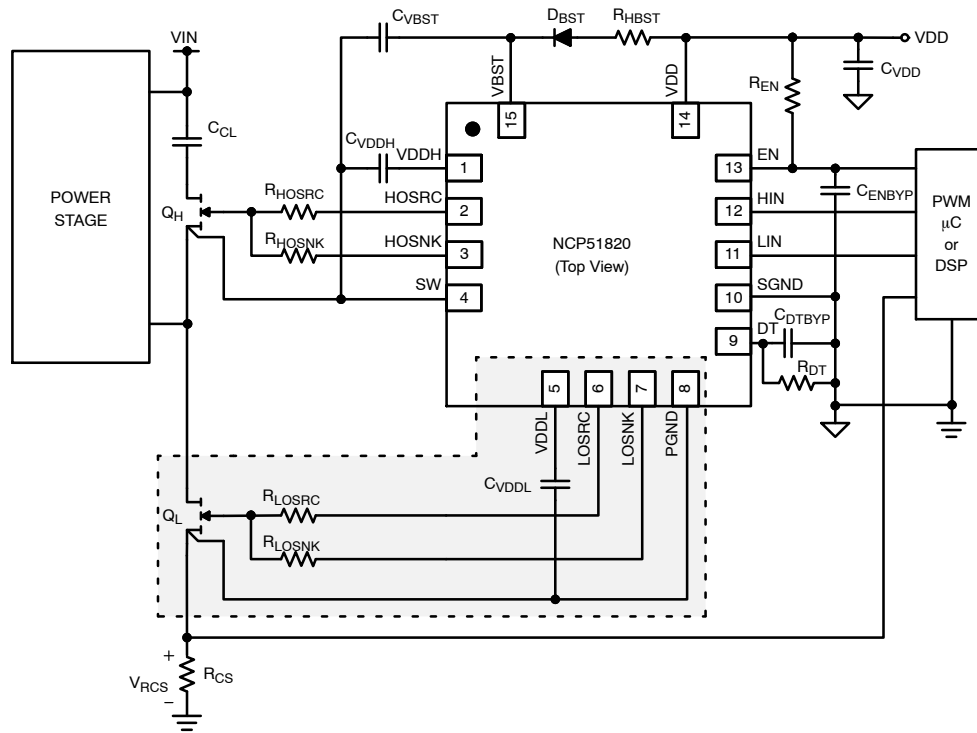 CVBST
DBST
RHBST
VDD
VIN
CVDD
REN
VBST
VDD
15
14
CCL
CVDDH
VDDH
1
13
EN
POWER
STAGE
RHOSRC
HOSRC
2
12
HIN
CENBYP
PWM
μC
or
DSP
QH
RHOSNK
HOSNK
3
NCP51820
(Top View)
11
LIN
SW
4
10
SGND
9
DT
CDTBYP
RDT
5
6
7
8
VDDL
LOSRC
LOSNK
PGND
CVDDL
RLOSRC
QL
RLOSNK
+
VRCS
RCS
−